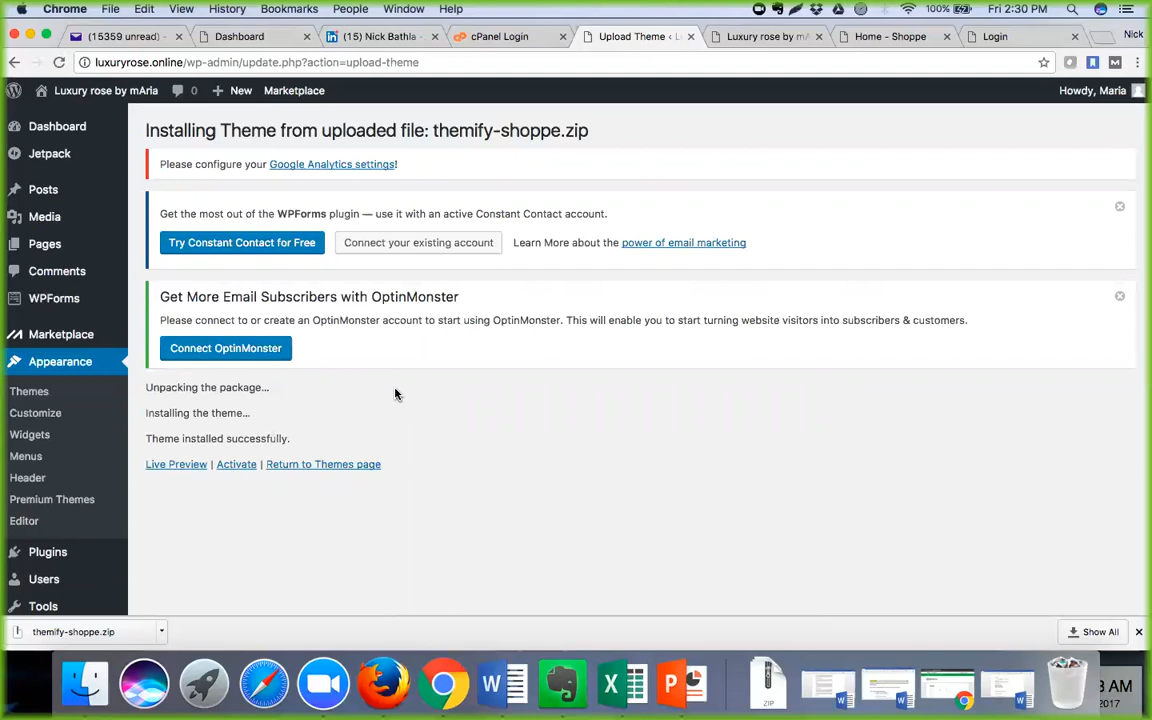 Chrome File Edit View History Bookmarks People Window Help 100% Fri 2:30 PM
(15359 unread) - Dashboard (15) Nick Bathla - cPanel Login Upload Theme ‹ L Luxury rose by mA Home - Shoppe Login Nick
luxuryrose.online/wp-admin/update.php?action=upload-theme
Luxury rose by mAria 0 + New Marketplace Howdy, Maria
Dashboard
Jetpack
Posts
Media
Pages
Comments
WPForms
Marketplace
Appearance
Themes
Customize
Widgets
Menus
Header
Premium Themes
Editor
Plugins
Users
Tools
Installing Theme from uploaded file: themify-shoppe.zip
Please configure your Google Analytics settings!
Get the most out of the WPForms plugin — use it with an active Constant Contact account.
Try Constant Contact for Free Connect your existing account Learn More about the power of email marketing
Get More Email Subscribers with OptinMonster
Please connect to or create an OptinMonster account to start using OptinMonster. This will enable you to start turning website visitors into subscribers & customers.
Connect OptinMonster
Unpacking the package...
Installing the theme...
Theme installed successfully.
Live Preview | Activate | Return to Themes page
themify-shoppe.zip Show All
ZIP
3 AM
2017